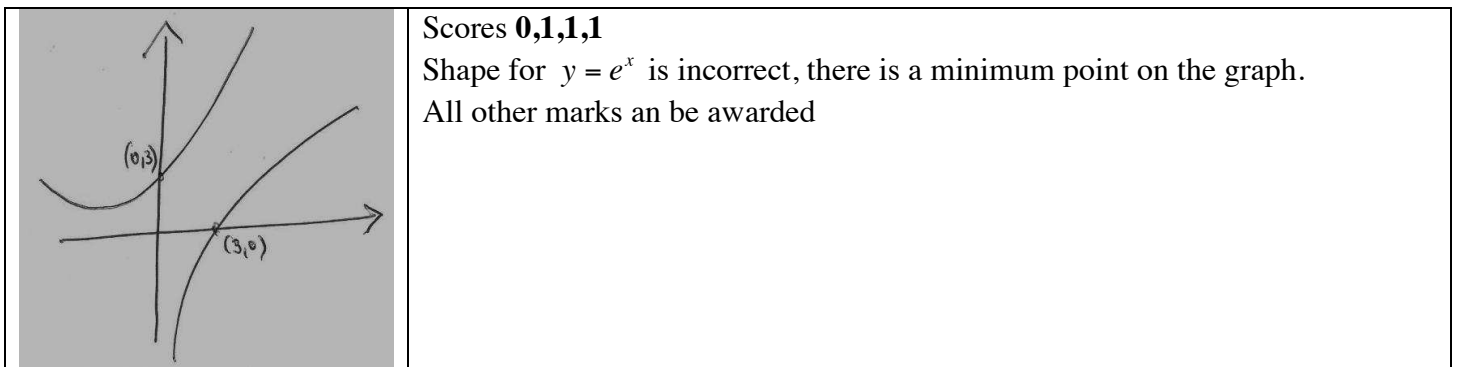 (0,3)
(3,0)
Scores 0,1,1,1
Shape for y = eˣ is incorrect, there is a minimum point on the graph.
All other marks an be awarded